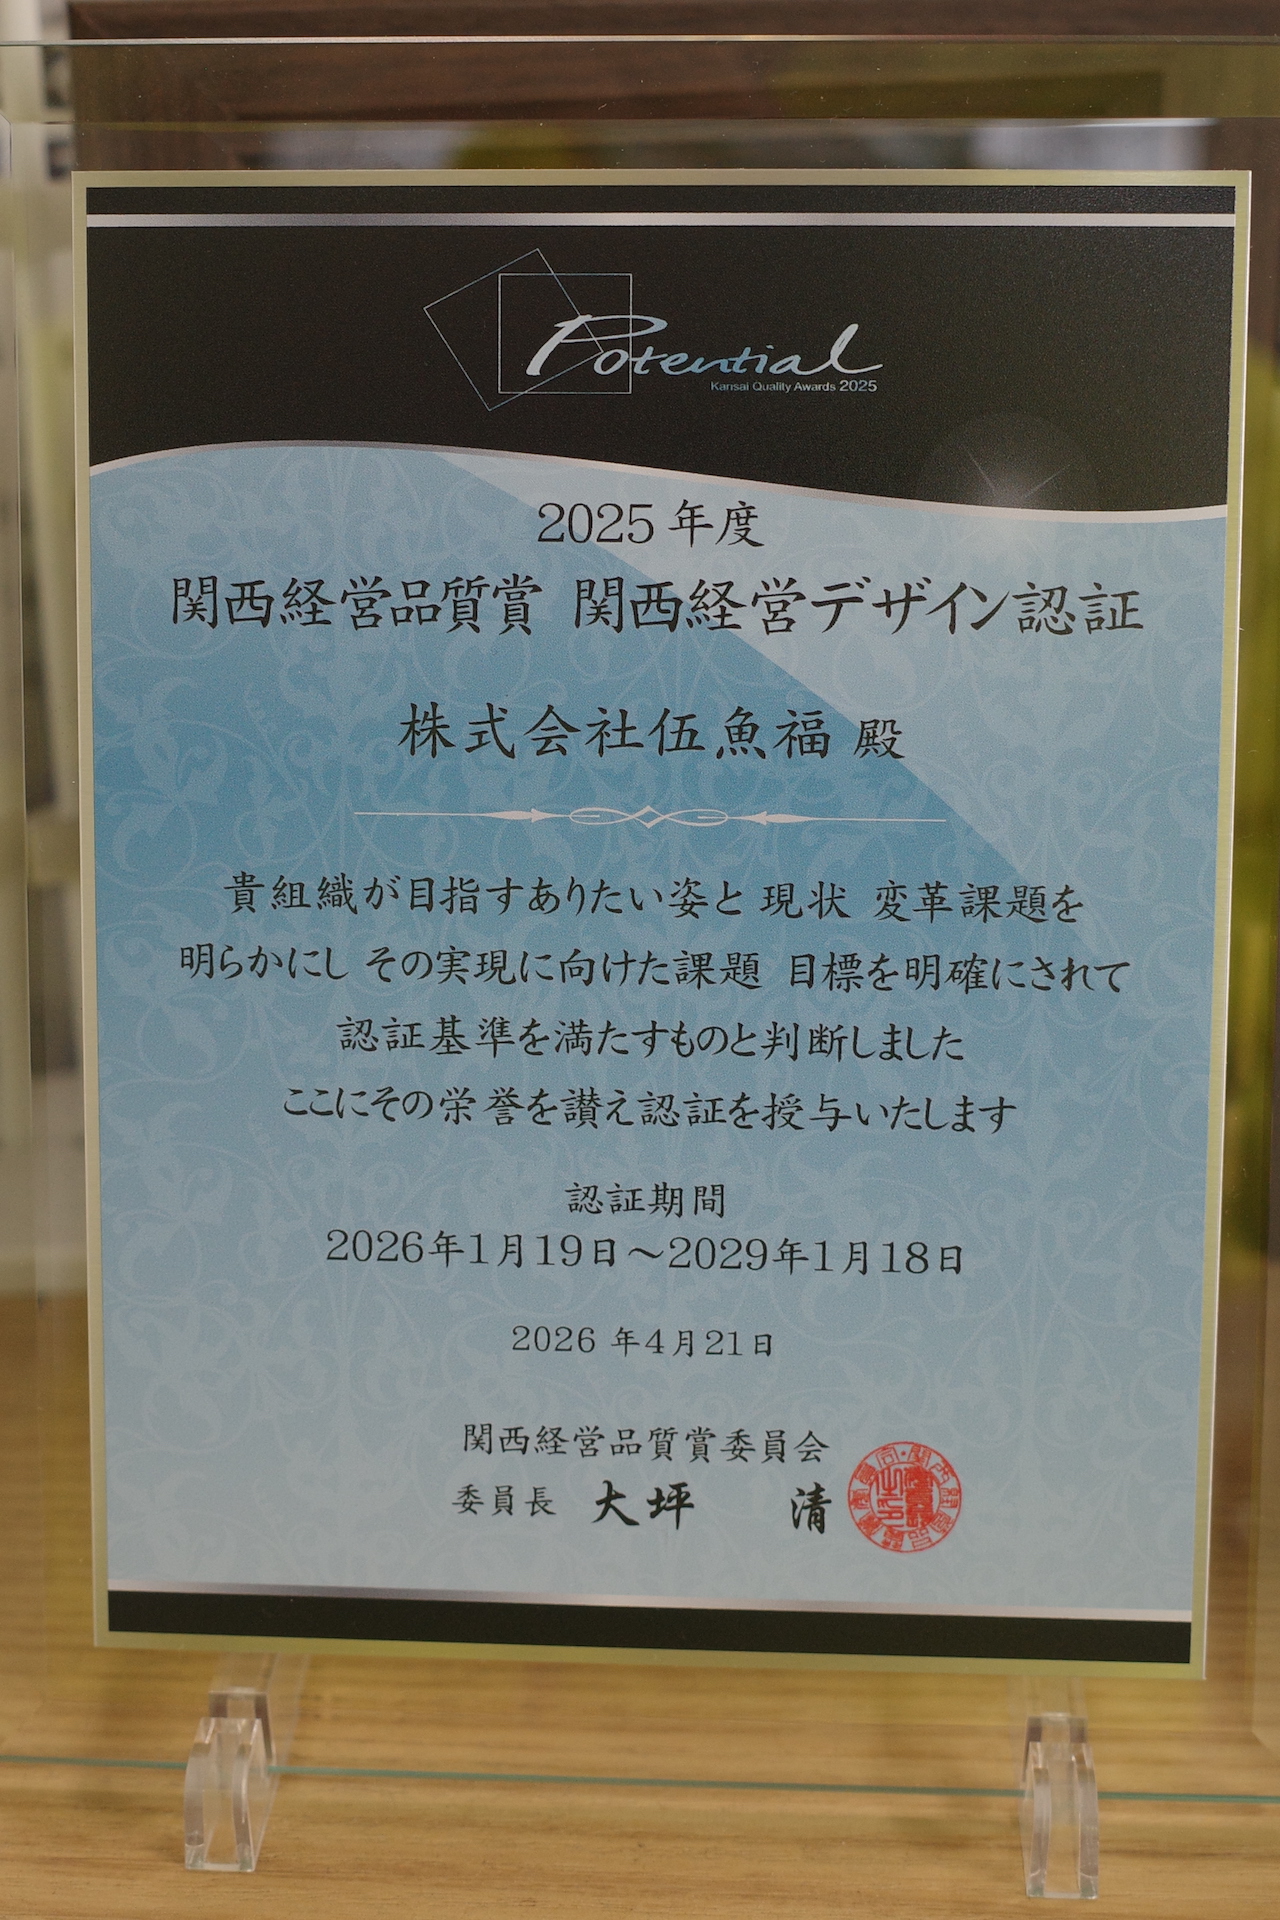 Potential
Kansai Quality Awards 2025
2025年度
関西経営品質賞 関西経営デザイン認証
株式会社伍魚福 殿
貴組織が目指すありたい姿と 現状 変革課題を
明らかにし その実現に向けた課題 目標を明確にされて
認証基準を満たすものと判断しました
ここにその栄誉を讃え認証を授与いたします
認証期間
2026年1月19日～2029年1月18日
2026 年4月21日
関西経営品質賞委員会
委員長 大坪 清